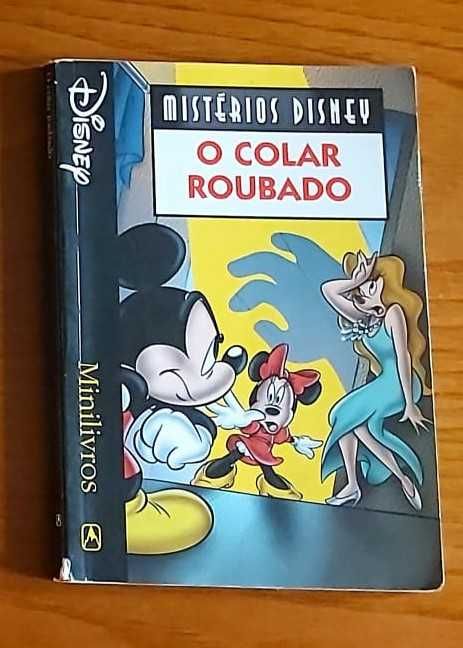 MISTÉRIOS DISNEY
O COLAR
ROUBADO
DISNEY
Minilivros